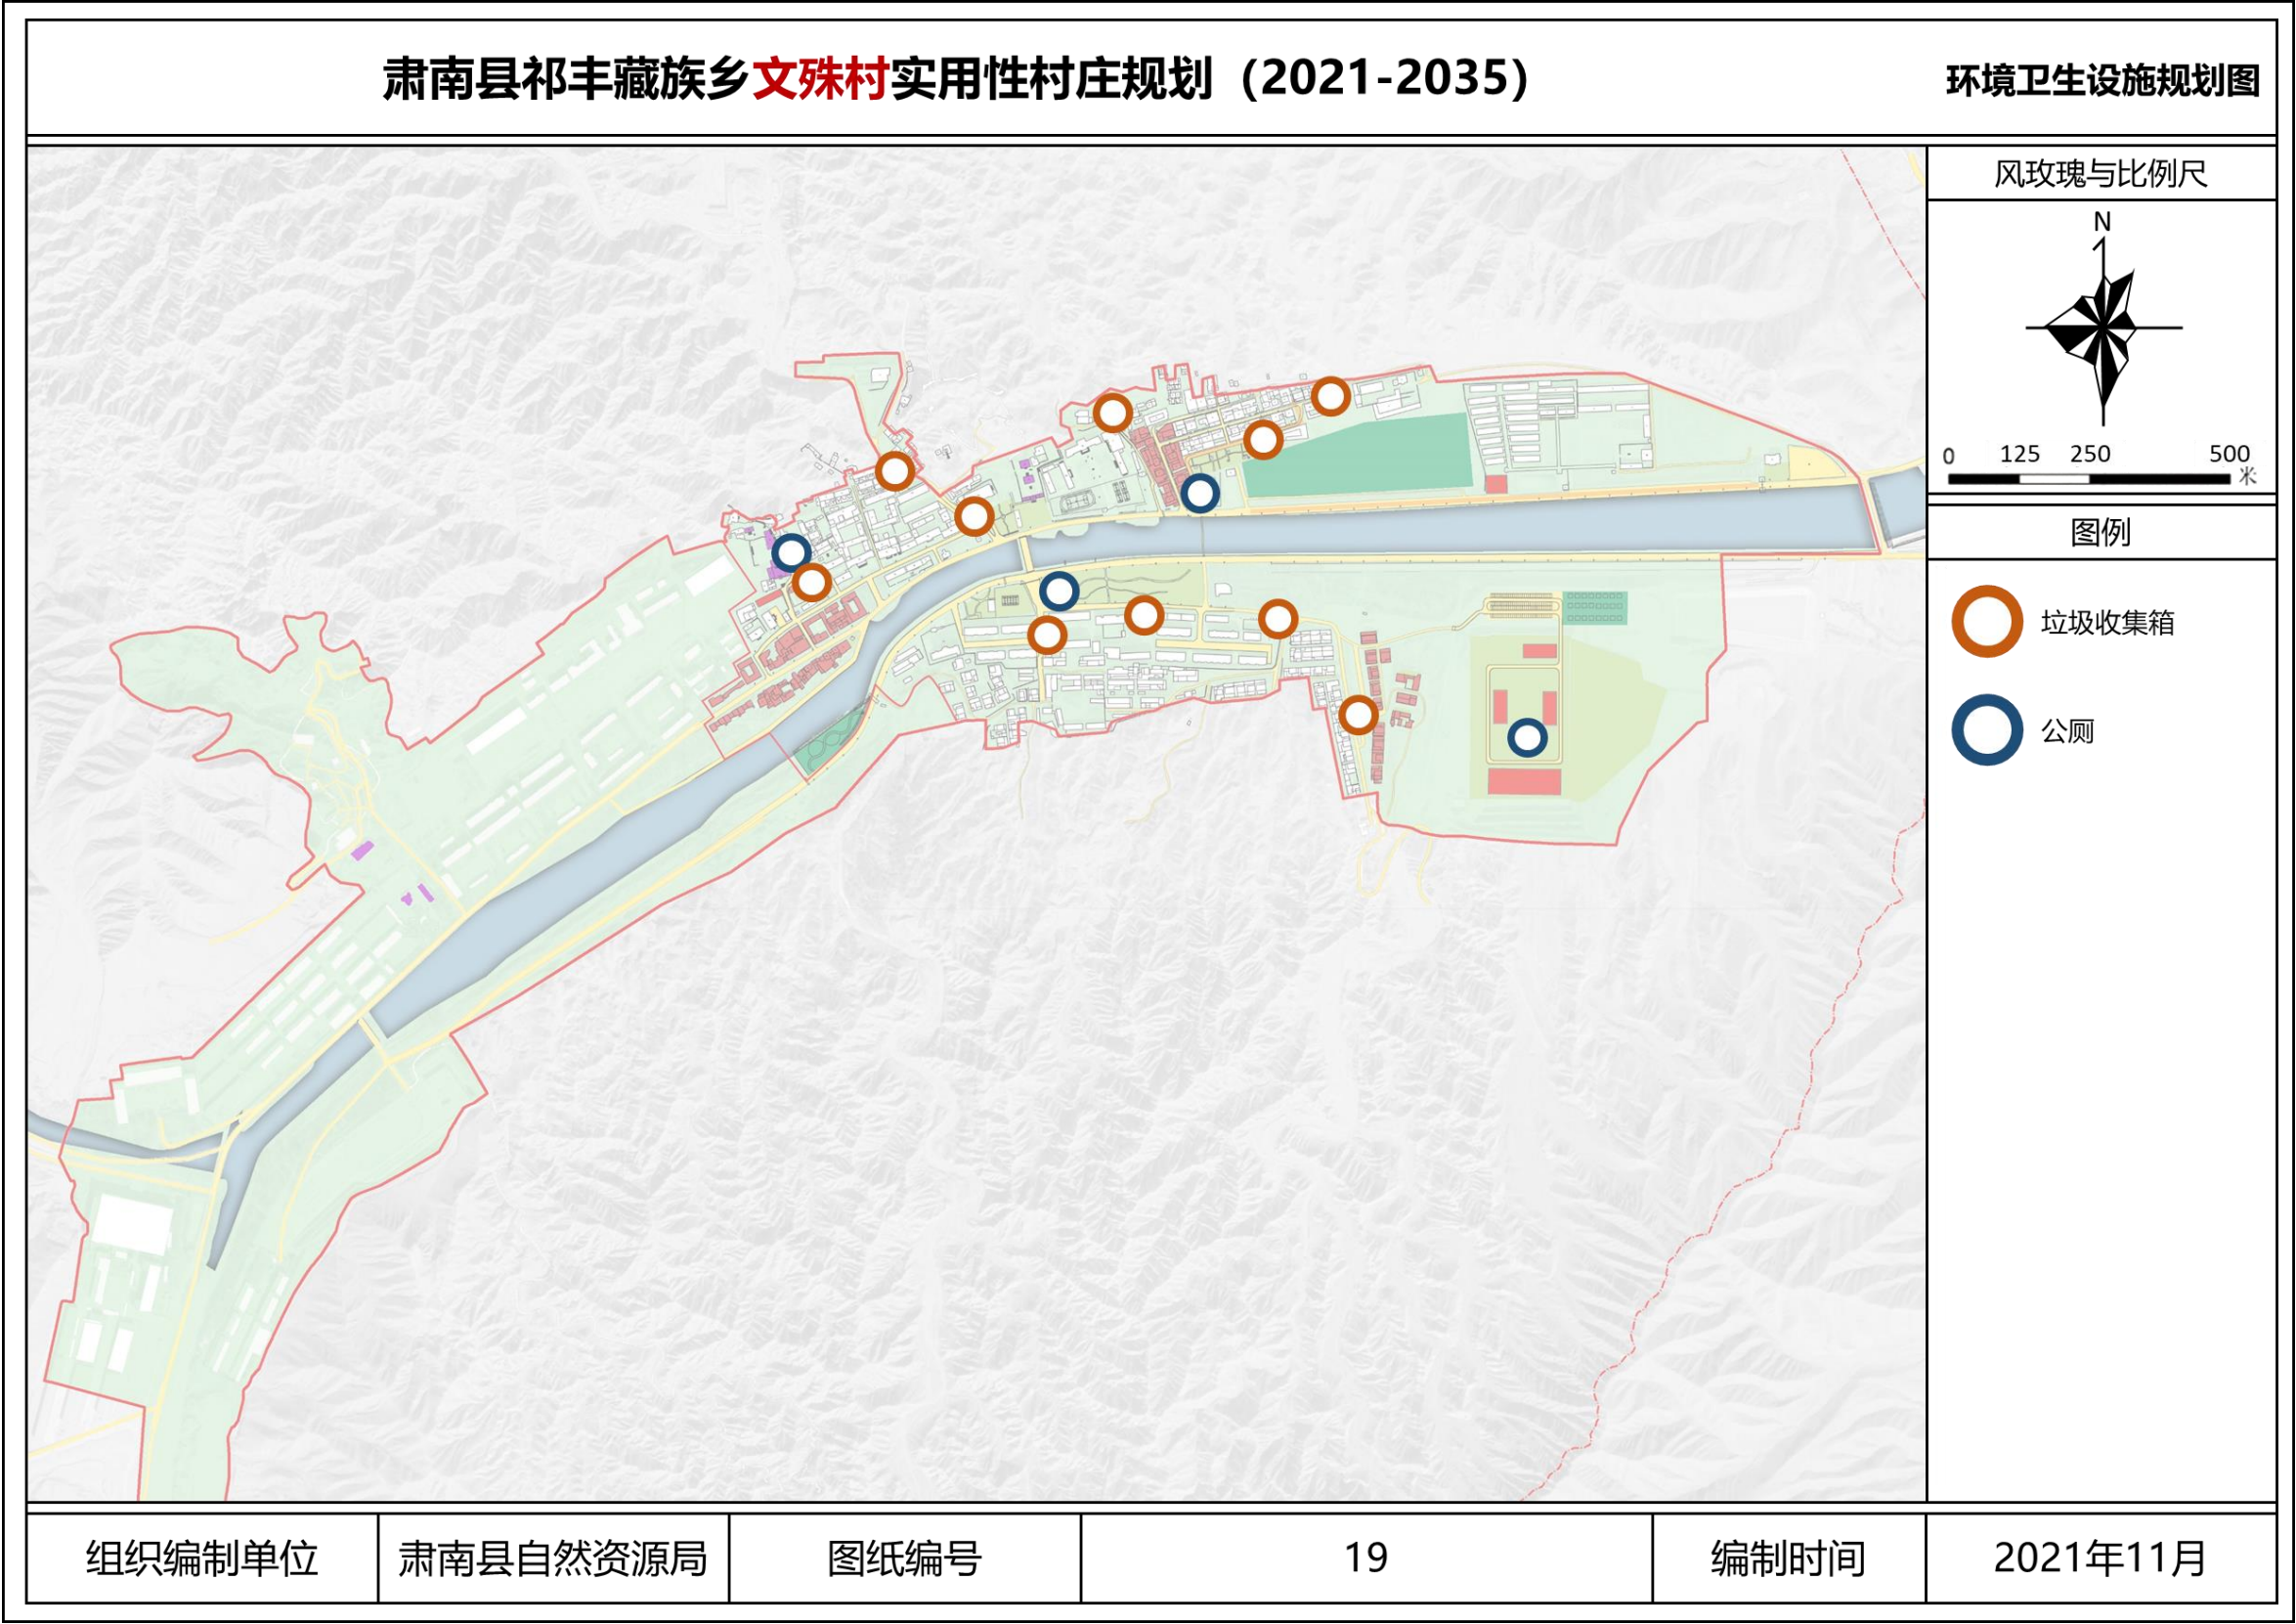 肃南县祁丰藏族乡文殊村实用性村庄规划（2021-2035）
环境卫生设施规划图
风玫瑰与比例尺
N
0 125 250 500
米
图例
垃圾收集箱
公厕
组织编制单位 肃南县自然资源局 图纸编号 19 编制时间 2021年11月